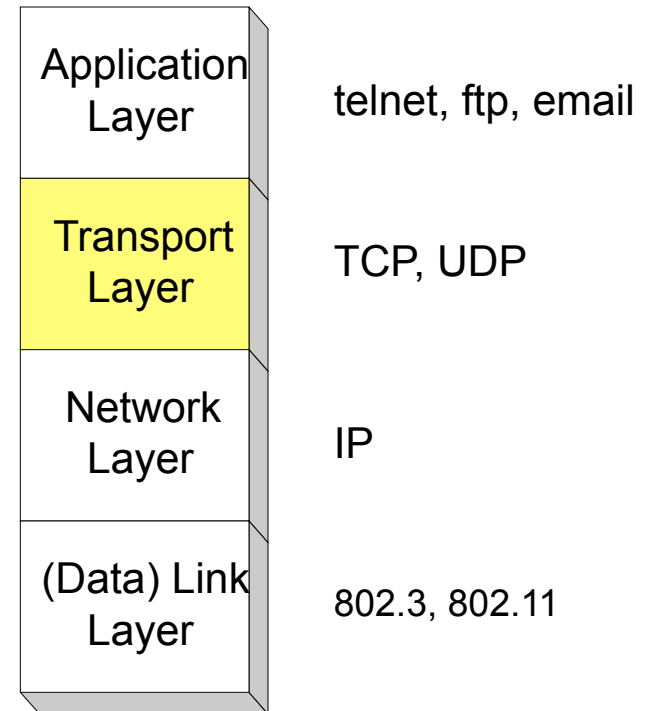 Application
Layer
telnet, ftp, email
Transport
Layer
TCP, UDP
Network
Layer
IP
(Data) Link
Layer
802.3, 802.11